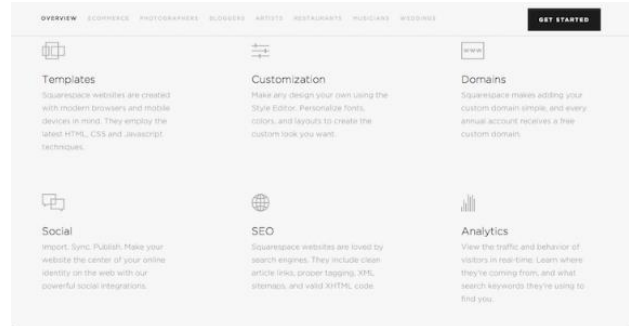 OVERVIEW ECOMMERCE PHOTOGRAPHERS BLOGGERS ARTISTS RESTAURANTS MUSICIANS WEDDINGS
GET STARTED
Templates
Squarespace websites are created
with modern browsers and mobile
devices in mind. They employ the
latest HTML, CSS and Javascript
techniques.
Customization
Make any design your own using the
Style Editor. Personalize fonts,
colors, and layouts to create the
custom look you want.
WWW
Domains
Squarespace makes adding your
custom domain simple, and every
annual account receives a free
custom domain.
Social
Import. Sync. Publish. Make your
website the center of your online
identity on the web with our
powerful social integrations.
SEO
Squarespace websites are loved by
search engines. They include clean
article links, proper tagging, XML
sitemaps, and valid XHTML code.
Analytics
View the traffic and behavior of
visitors in real-time. Learn where
they're coming from, and what
search keywords they're using to
find you.